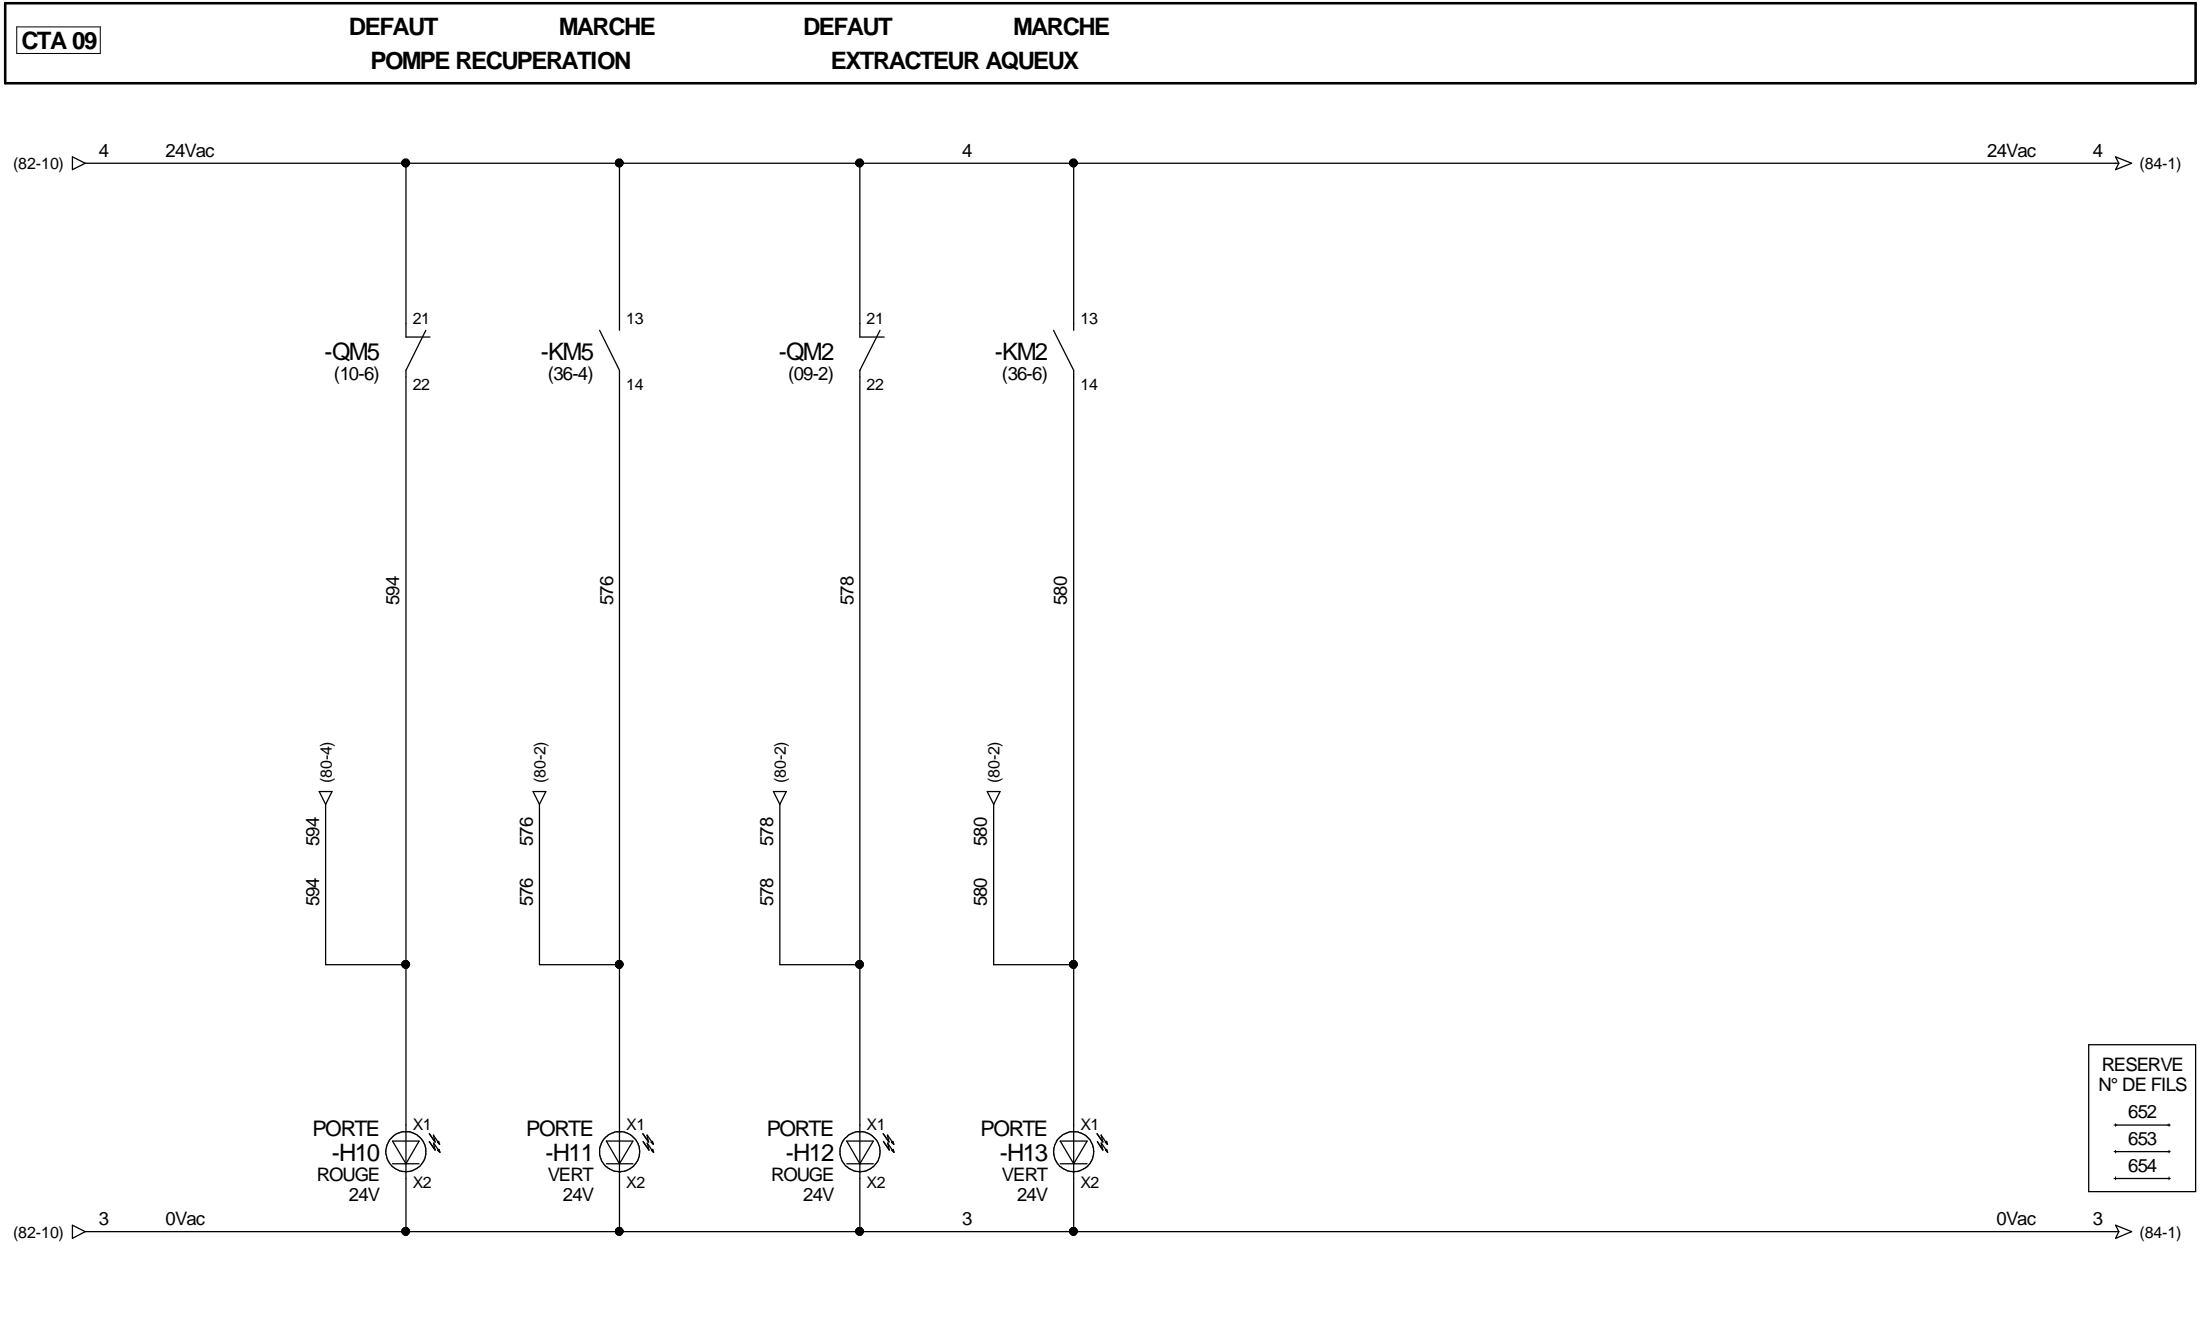 CTA 09
DEFAUT MARCHE DEFAUT MARCHE
POMPE RECUPERATION EXTRACTEUR AQUEUX
(82-10) 4 24Vac 4 24Vac 4 (84-1)
21 13 21 13
-QM5 -KM5 -QM2 -KM2
(10-6) (36-4) (09-2) (36-6)
22 14 22 14
594 576 578 580
(80-4) (80-2) (80-2) (80-2)
594 576 578 580
594 576 578 580
RESERVE
N° DE FILS
652
653
654
PORTE X1 PORTE X1 PORTE X1 PORTE X1
-H10 -H11 -H12 -H13
ROUGE X2 VERT X2 ROUGE X2 VERT X2
24V 24V 24V 24V
(82-10) 3 0Vac 3 0Vac 3 (84-1)